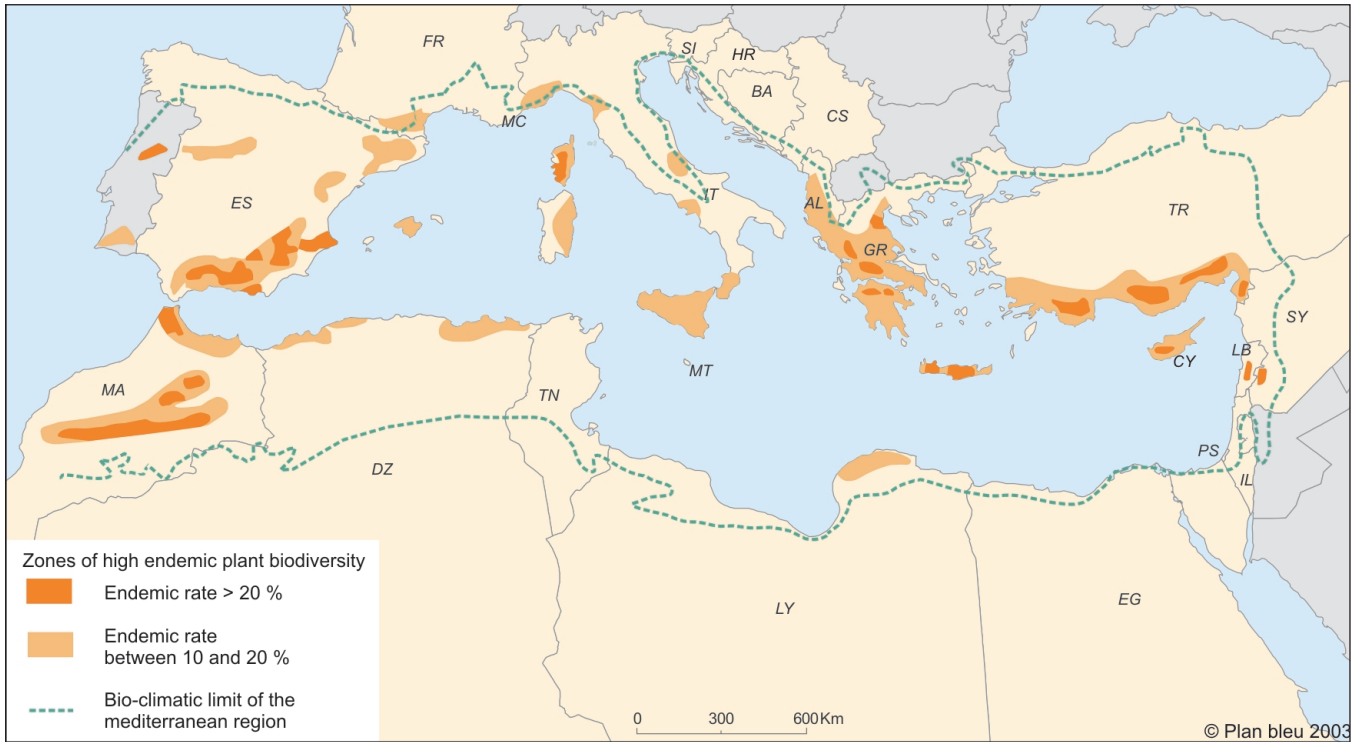 FR
SI
HR
BA
CS
MC
IT
ES
AL
GR
TR
SY
LB
CY
MT
MA
TN
DZ
PS
IL
LY
EG
Zones of high endemic plant biodiversity
Endemic rate > 20 %
Endemic rate
between 10 and 20 %
Bio-climatic limit of the
mediterranean region
0 300 600 Km
© Plan bleu 2003